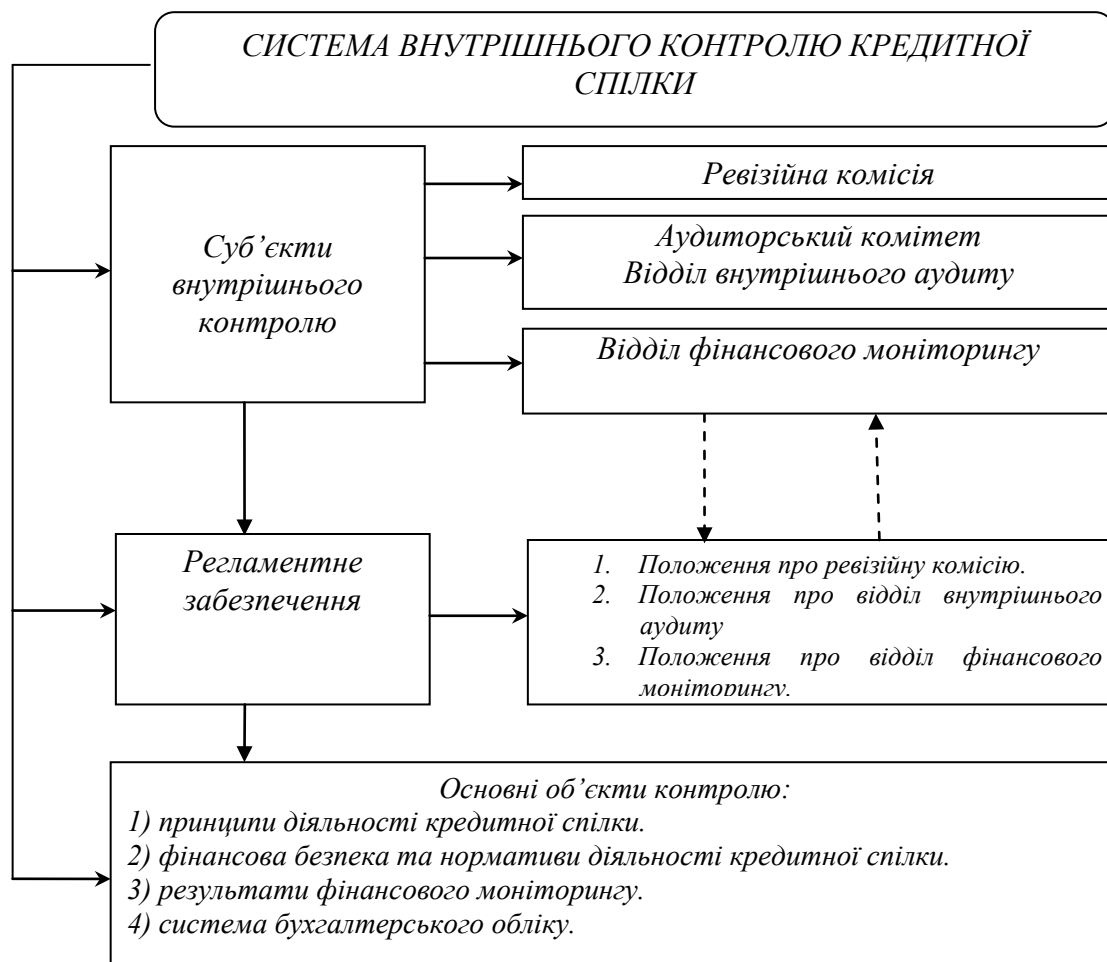 СИСТЕМА ВНУТРІШНЬОГО КОНТРОЛЮ КРЕДИТНОЇ
СПІЛКИ
Суб’єкти
внутрішнього
контролю
Ревізійна комісія
Аудиторський комітет
Відділ внутрішнього аудиту
Відділ фінансового моніторингу
Регламентне
забезпечення
1. Положення про ревізійну комісію.
2. Положення про відділ внутрішнього
аудиту
3. Положення про відділ фінансового
моніторингу.
Основні об’єкти контролю:
1) принципи діяльності кредитної спілки.
2) фінансова безпека та нормативи діяльності кредитної спілки.
3) результати фінансового моніторингу.
4) система бухгалтерського обліку.